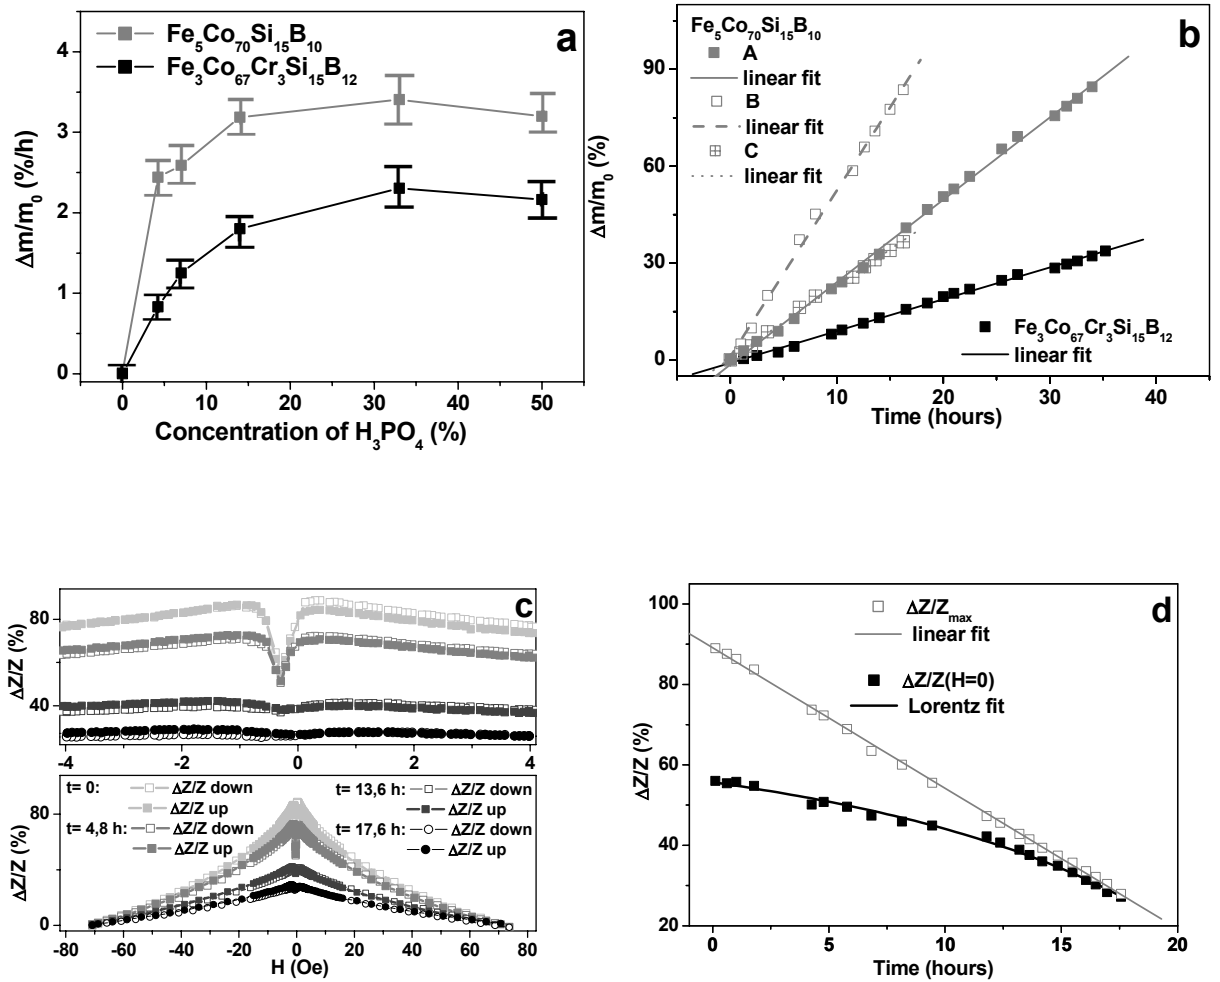 a
Fe5Co70Si15B10
Fe3Co67Cr3Si15B12
Δm/m0 (%/h)
4
3
2
1
0
0 10 20 30 40 50
Concentration of H3PO4 (%)
b
Fe5Co70Si15B10
A
linear fit
B
linear fit
C
linear fit
Fe3Co67Cr3Si15B12
linear fit
Δm/m0 (%)
90
60
30
0
0 10 20 30 40
Time (hours)
c
ΔZ/Z (%)
80
40
-4 -2 0 2 4
t= 0: ΔZ/Z down
ΔZ/Z up
t= 4,8 h: ΔZ/Z down
ΔZ/Z up
t= 13,6 h: ΔZ/Z down
ΔZ/Z up
t= 17,6 h: ΔZ/Z down
ΔZ/Z up
ΔZ/Z (%)
80
0
-80 -60 -40 -20 0 20 40 60 80
H (Oe)
d
ΔZ/Zmax
linear fit
ΔZ/Z(H=0)
Lorentz fit
ΔZ/Z (%)
100
80
60
40
20
0 5 10 15 20
Time (hours)